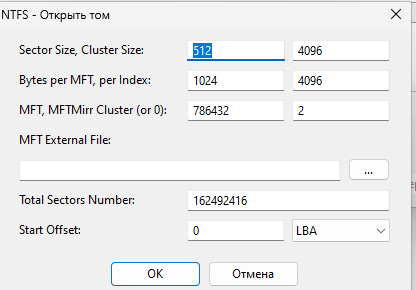 NTFS - Открыть том
Sector Size, Cluster Size: 512 4096
Bytes per MFT, per Index: 1024 4096
MFT, MFTMirr Cluster (or 0): 786432 2
MFT External File:
...
Total Sectors Number: 162492416
Start Offset: 0 LBA
OK Отмена